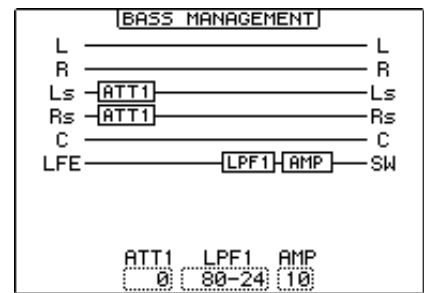 BASS MANAGEMENT
L L
R R
Ls ATT1 Ls
Rs ATT1 Rs
C C
LFE LPF1 AMP SW
ATT1 LPF1 AMP
0 80-24 10